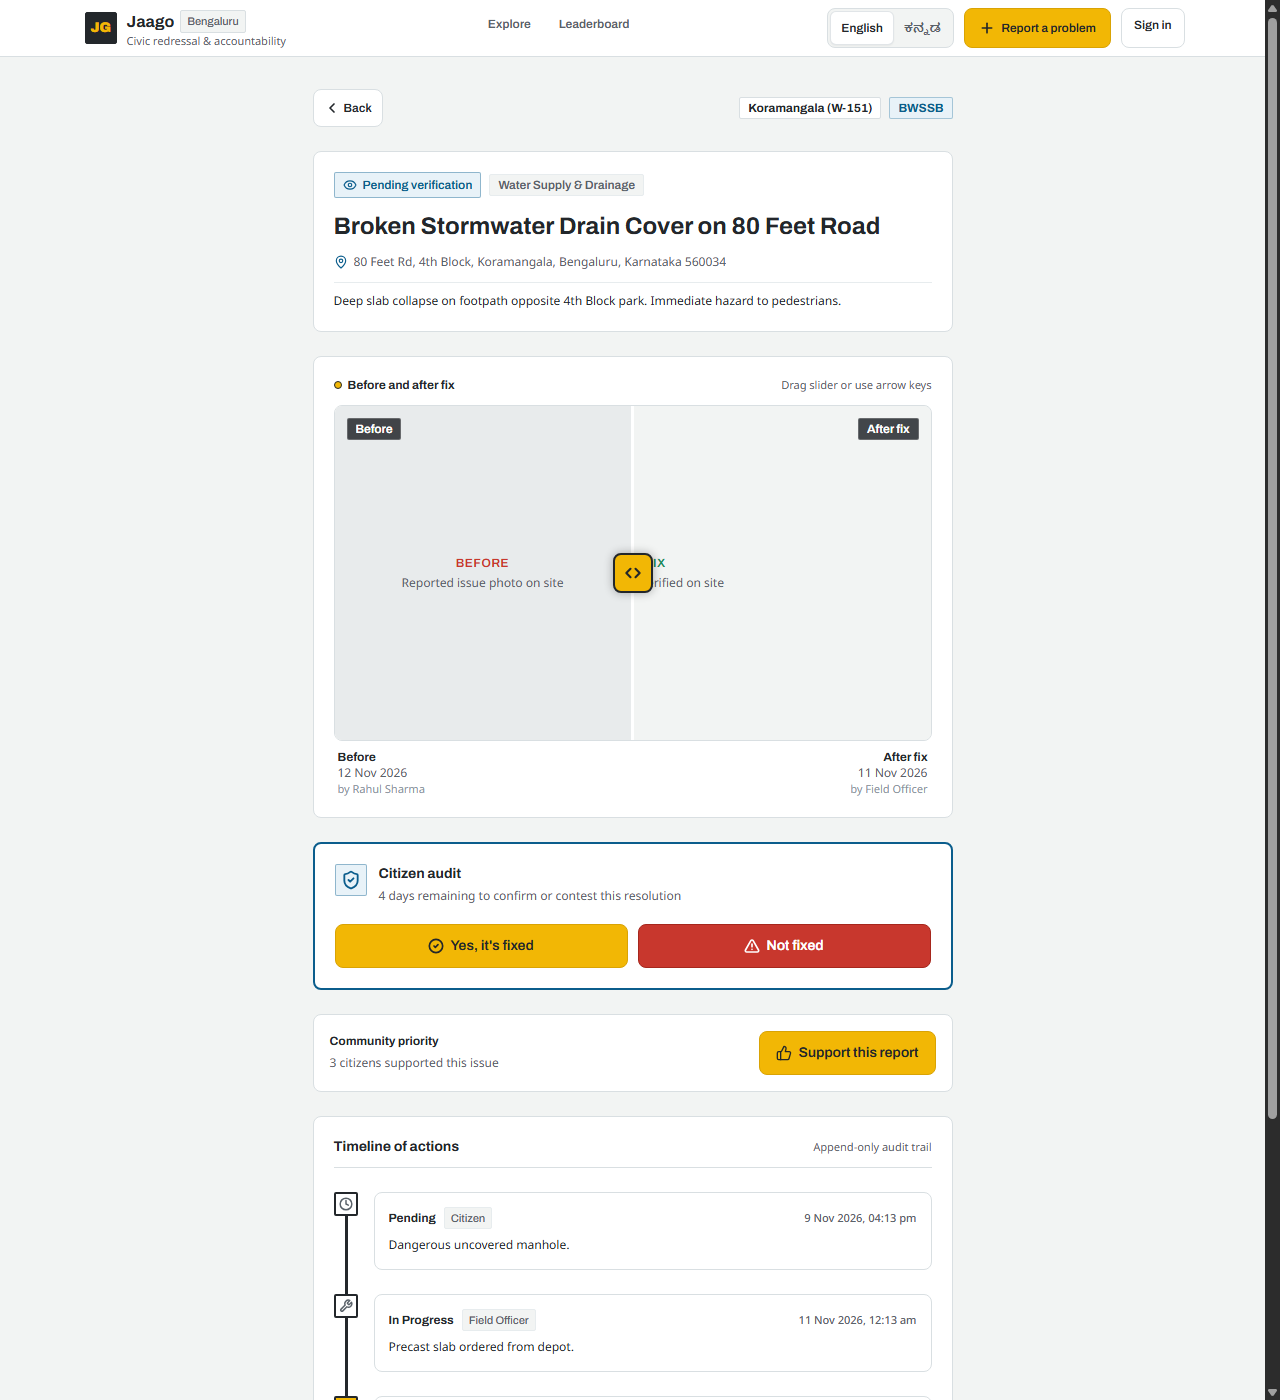 JG
Jaago Bengaluru
Civic redressal & accountability
Explore Leaderboard
English ಕನ್ನಡ
Report a problem
Sign in
Back
Koramangala (W-151) BWSSB
Pending verification Water Supply & Drainage
Broken Stormwater Drain Cover on 80 Feet Road
80 Feet Rd, 4th Block, Koramangala, Bengaluru, Karnataka 560034
Deep slab collapse on footpath opposite 4th Block park. Immediate hazard to pedestrians.
Before and after fix Drag slider or use arrow keys
Before After fix
BEFORE IX
Reported issue photo on site rified on site
Before After fix
12 Nov 2026 11 Nov 2026
by Rahul Sharma by Field Officer
Citizen audit
4 days remaining to confirm or contest this resolution
Yes, it's fixed Not fixed
Community priority
3 citizens supported this issue
Support this report
Timeline of actions Append-only audit trail
Pending Citizen 9 Nov 2026, 04:13 pm
Dangerous uncovered manhole.
In Progress Field Officer 11 Nov 2026, 12:13 am
Precast slab ordered from depot.